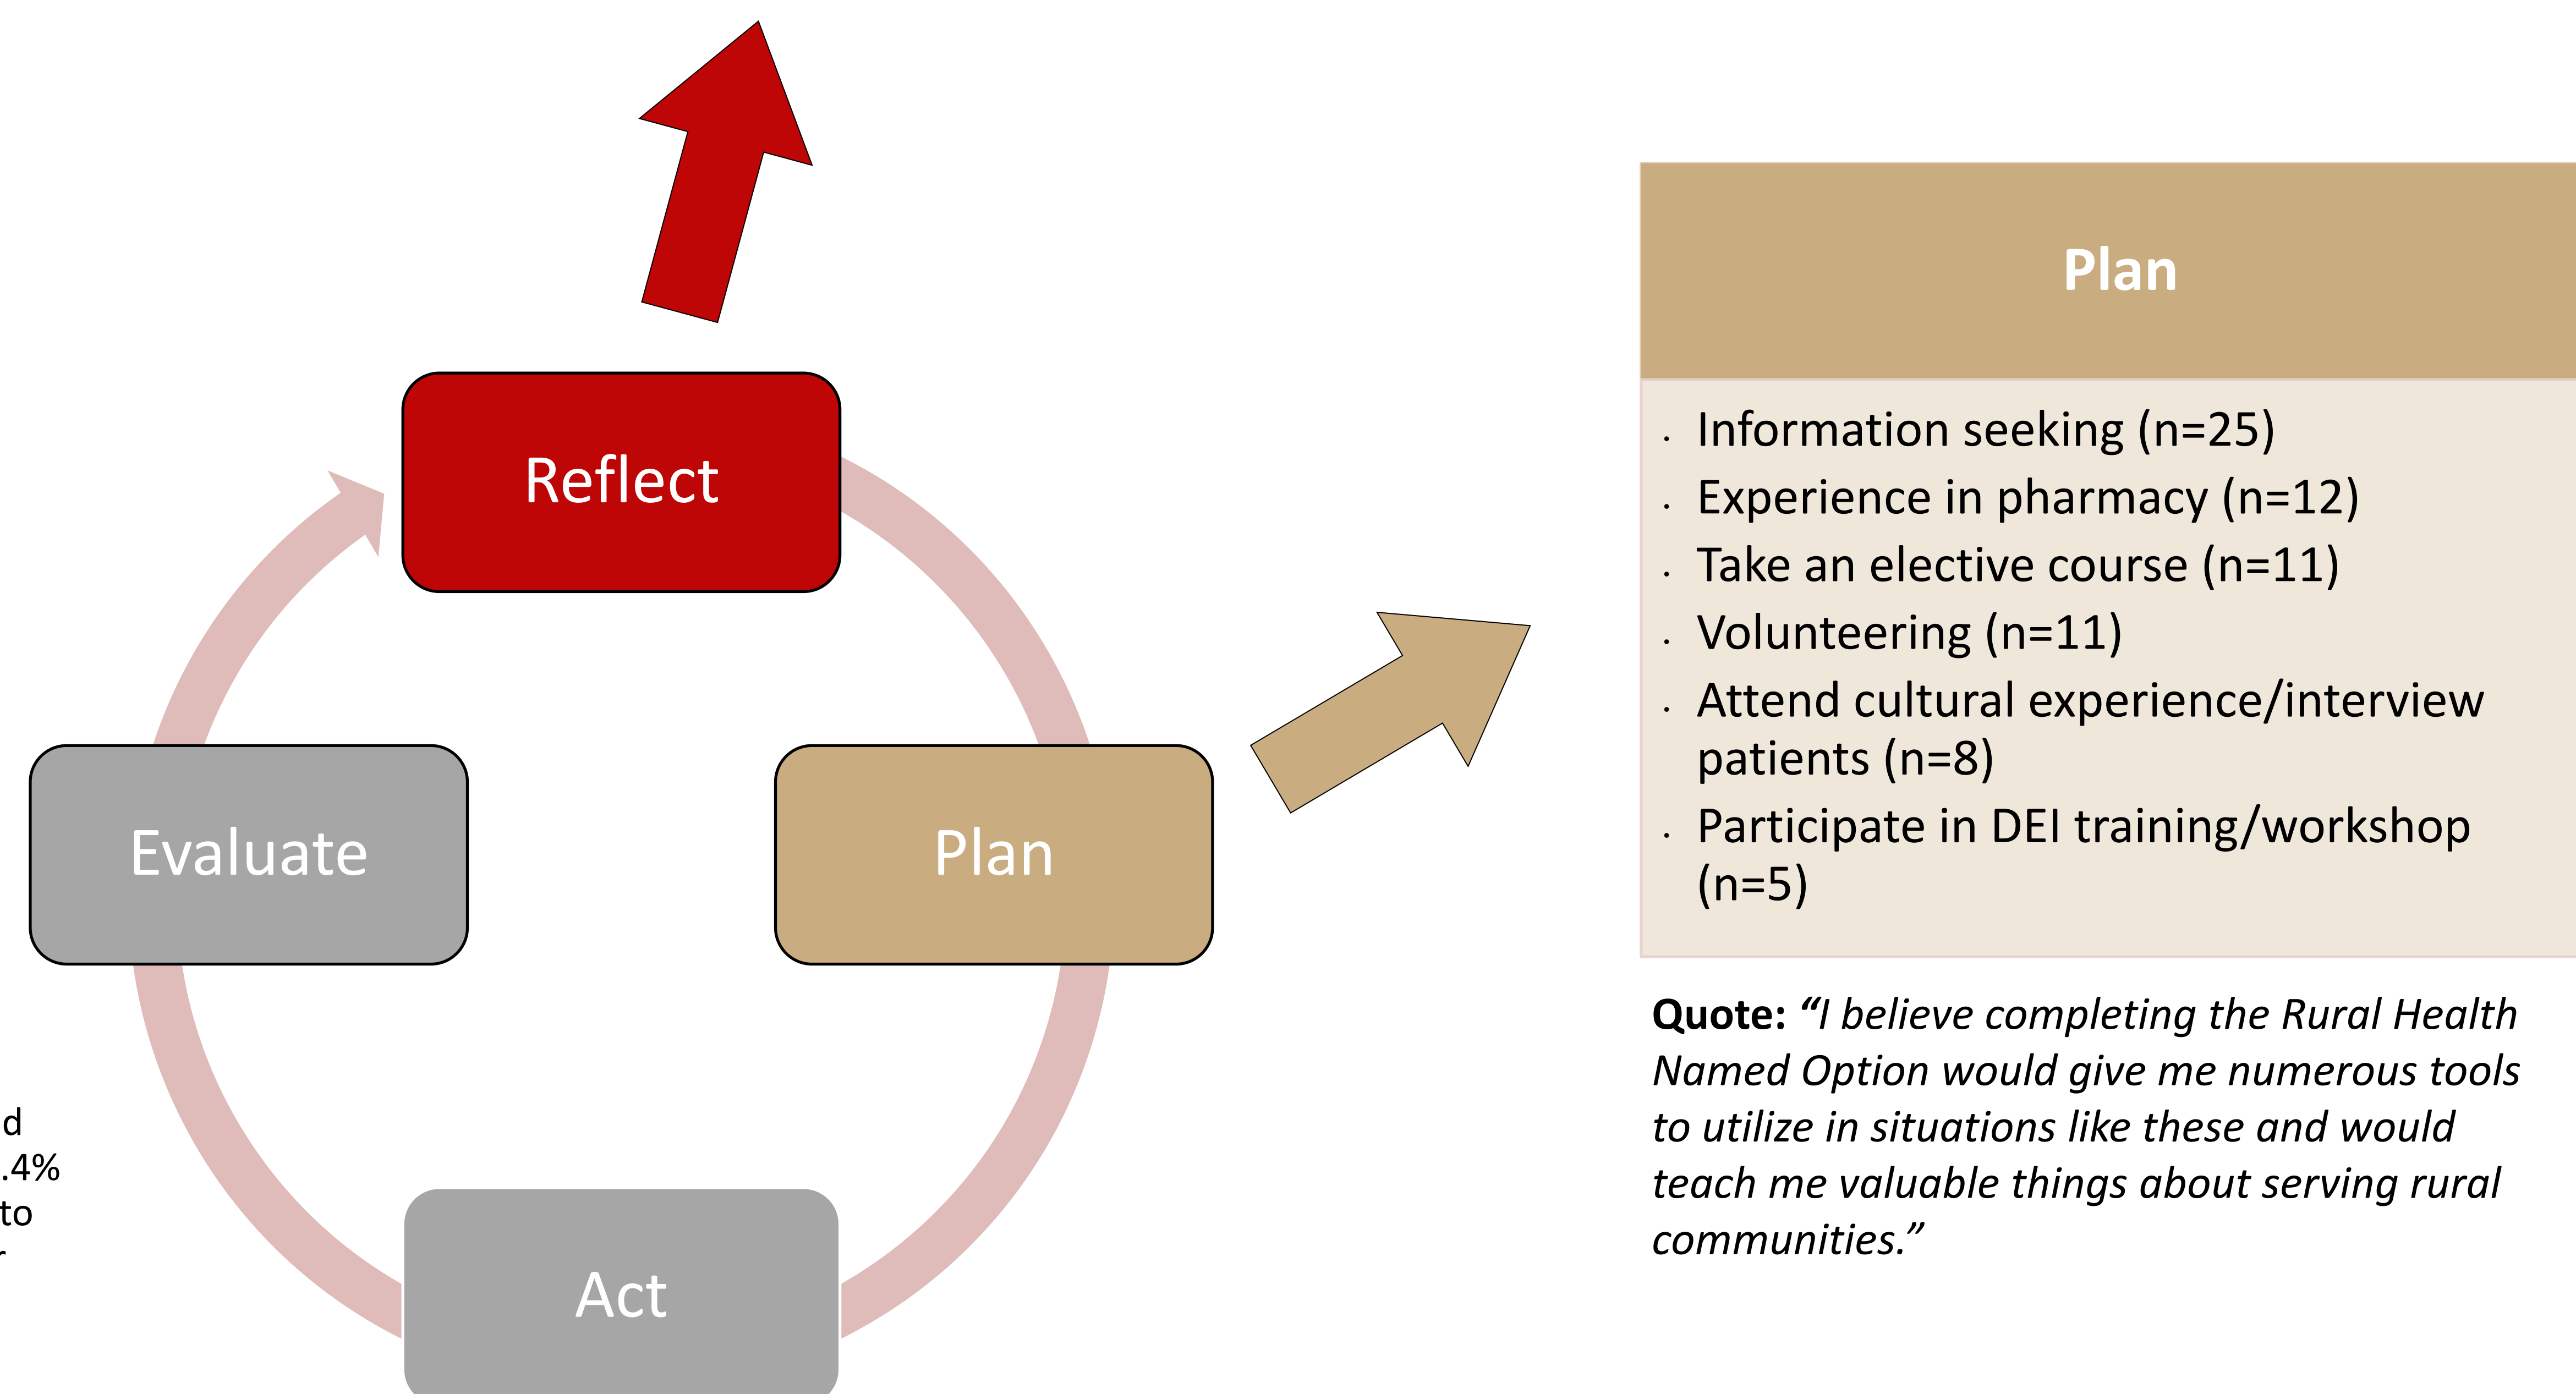 Reflect
Evaluate
Plan
Act
d
.4%
to
r
Plan
· Information seeking (n=25)
· Experience in pharmacy (n=12)
· Take an elective course (n=11)
· Volunteering (n=11)
· Attend cultural experience/interview
patients (n=8)
· Participate in DEI training/workshop
(n=5)
Quote: “I believe completing the Rural Health
Named Option would give me numerous tools
to utilize in situations like these and would
teach me valuable things about serving rural
communities.”